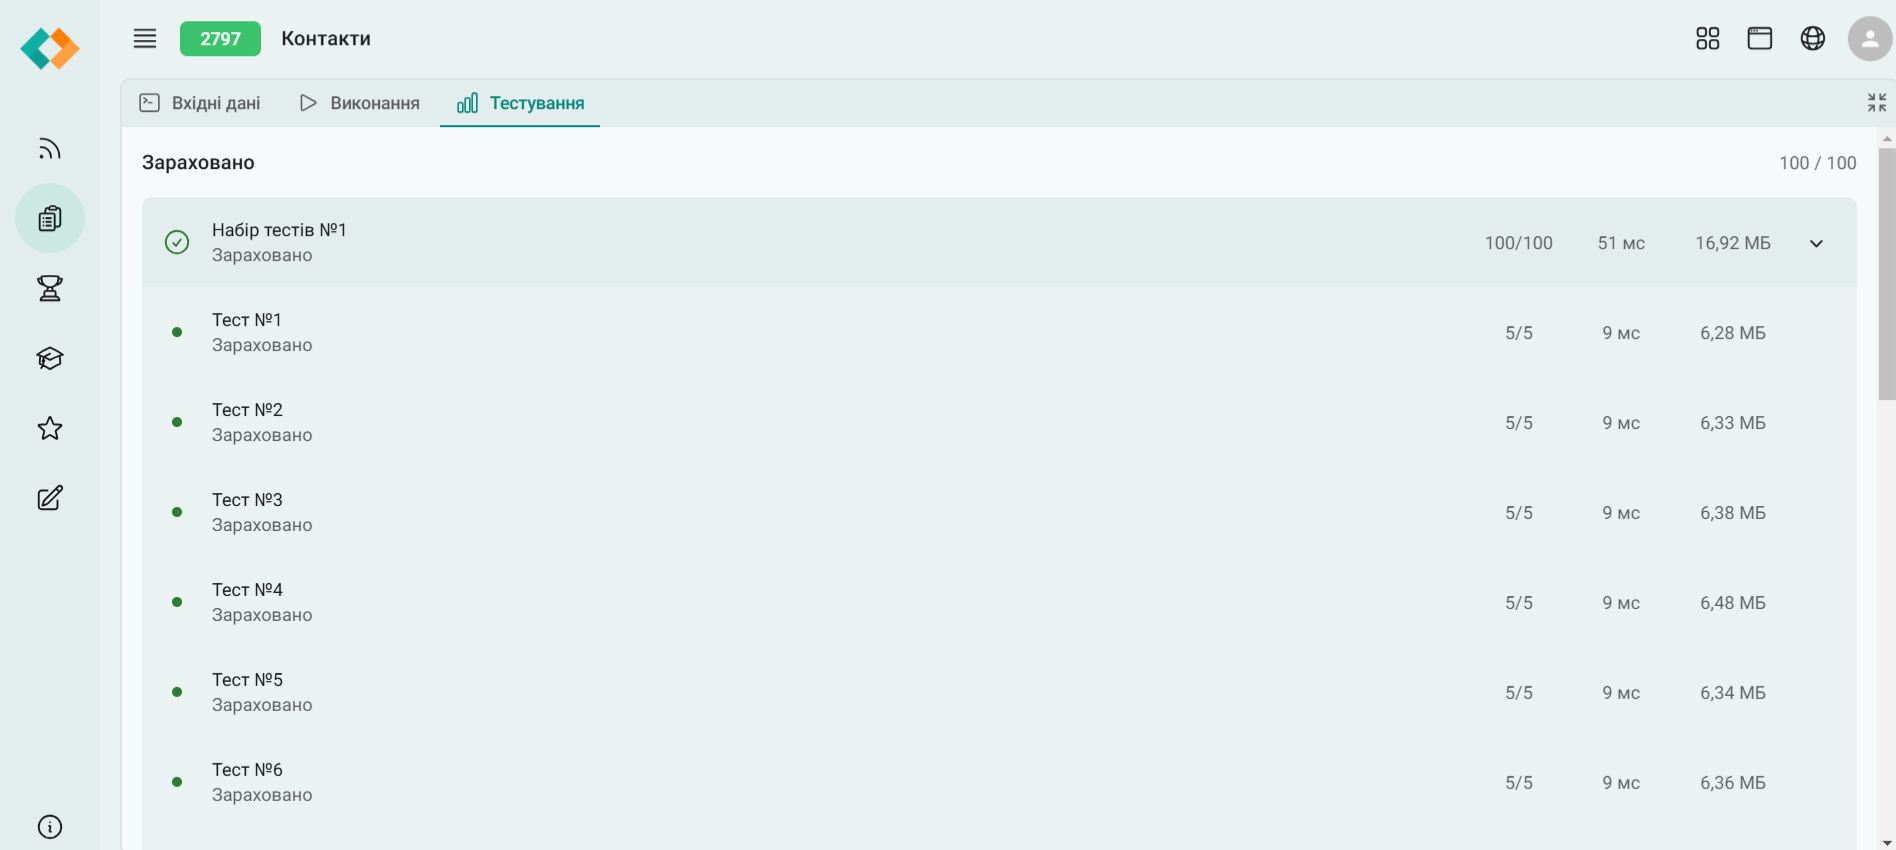 2797
Контакти
Вхідні дані
Виконання
Тестування
Зараховано
100 / 100
Набір тестів №1
Зараховано
100/100
51 мс
16,92 МБ
Тест №1
Зараховано
5/5
9 мс
6,28 МБ
Тест №2
Зараховано
5/5
9 мс
6,33 МБ
Тест №3
Зараховано
5/5
9 мс
6,38 МБ
Тест №4
Зараховано
5/5
9 мс
6,48 МБ
Тест №5
Зараховано
5/5
9 мс
6,34 МБ
Тест №6
Зараховано
5/5
9 мс
6,36 МБ